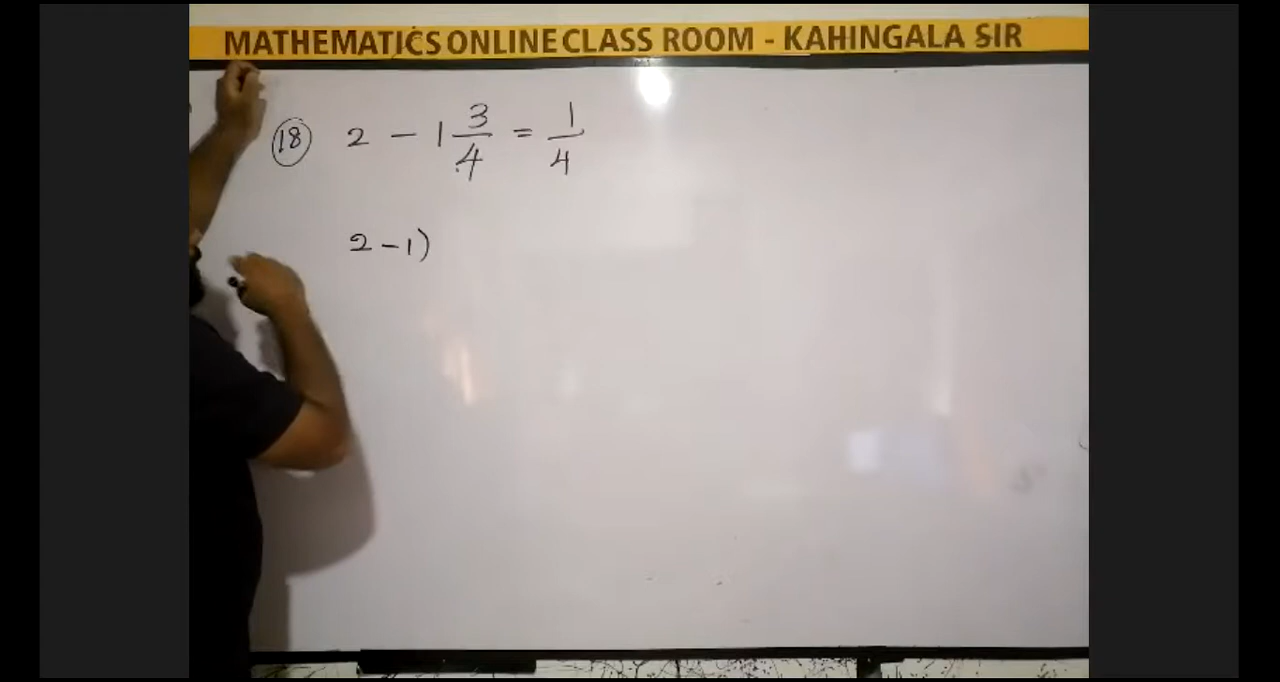 MATHEMATICS ONLINE CLASS ROOM - KAHINGALA SIR
(18) 2 - 1 3/4 = 1/4
2 - 1)